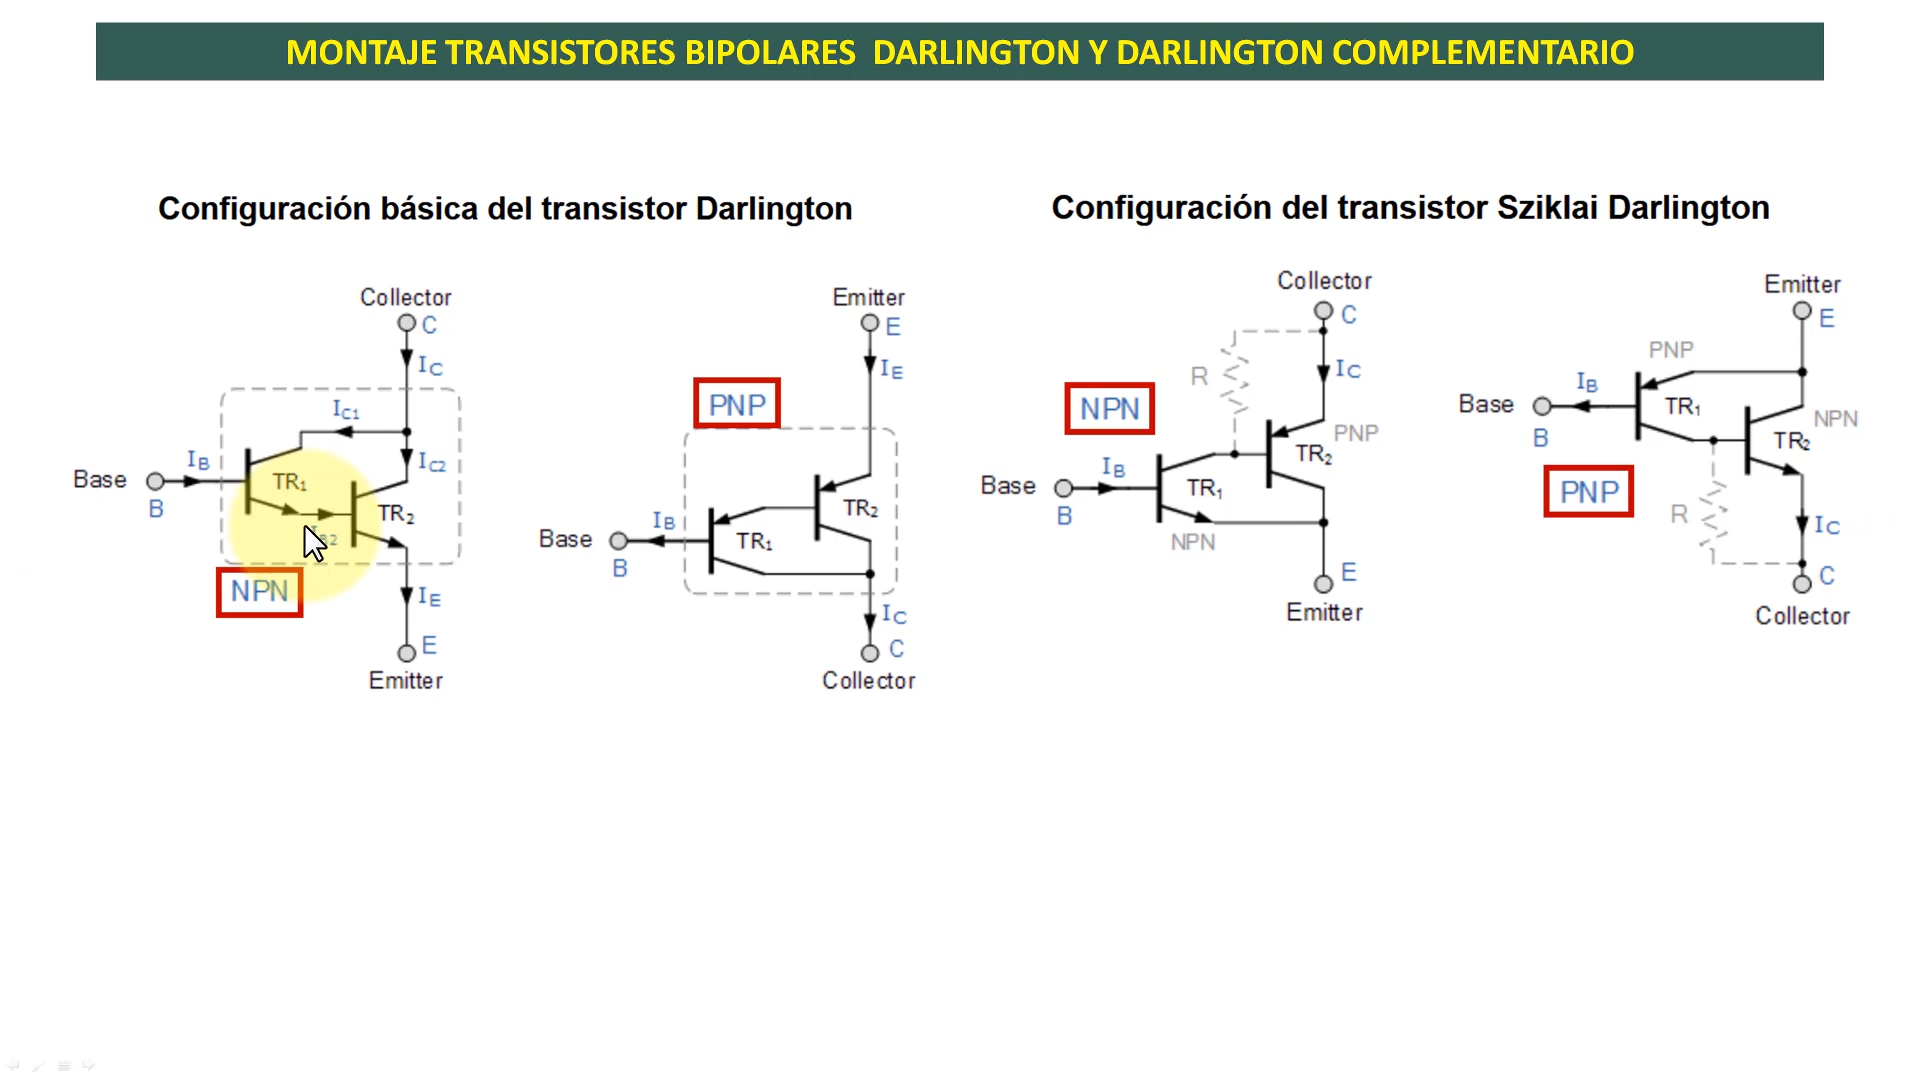 MONTAJE TRANSISTORES BIPOLARES  DARLINGTON Y DARLINGTON COMPLEMENTARIO
Configuración básica del transistor Darlington
Collector
C
IC
IC1
IB
IC2
Base
B
TR1
TR2
B2
NPN
IE
E
Emitter
Emitter
E
IE
PNP
TR2
IB
Base
B
TR1
IC
C
Collector
Configuración del transistor Sziklai Darlington
Collector
C
R
IC
NPN
PNP
TR2
IB
Base
B
TR1
NPN
E
Emitter
Emitter
E
PNP
IB
Base
B
TR1
NPN
TR2
PNP
R
IC
C
Collector